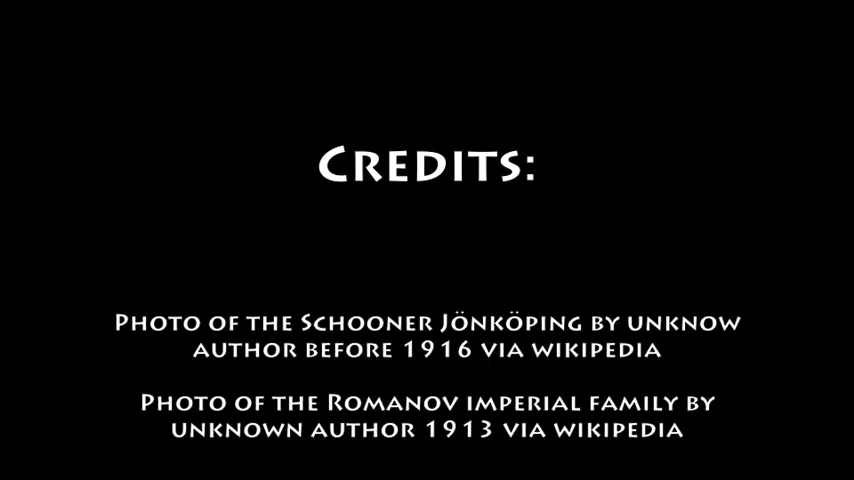 Credits:
Photo of the Schooner Jönköping by unknow
author before 1916 via wikipedia
Photo of the Romanov imperial family by
unknown author 1913 via wikipedia